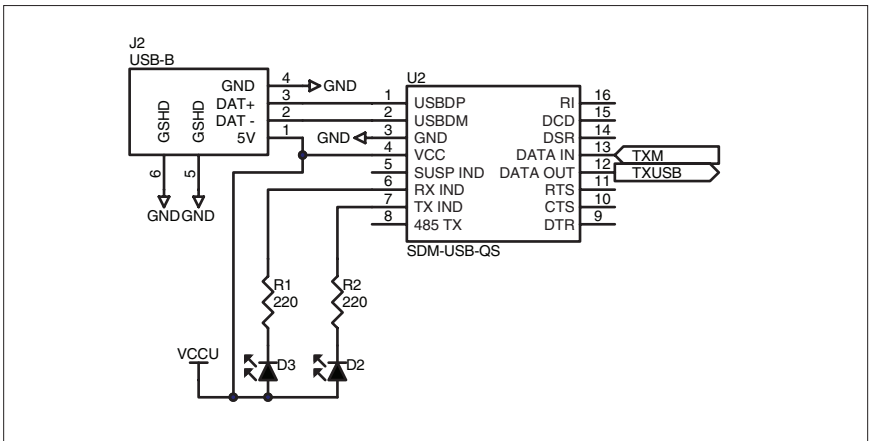 J2
USB-B
GND 4 GND
DAT+ 3
DAT - 2
5V 1
GSHD
GSHD
6
5
GND
GND
U2
1 USBDP
2 USBDM
GND 3 GND
4 VCC
5 SUSP IND
6 RX IND
7 TX IND
8 485 TX
RI 16
DCD 15
DSR 14
DATA IN 13 TXM
DATA OUT 12 TXUSB
RTS 11
CTS 10
DTR 9
SDM-USB-QS
R1
220
R2
220
VCCU
D3
D2